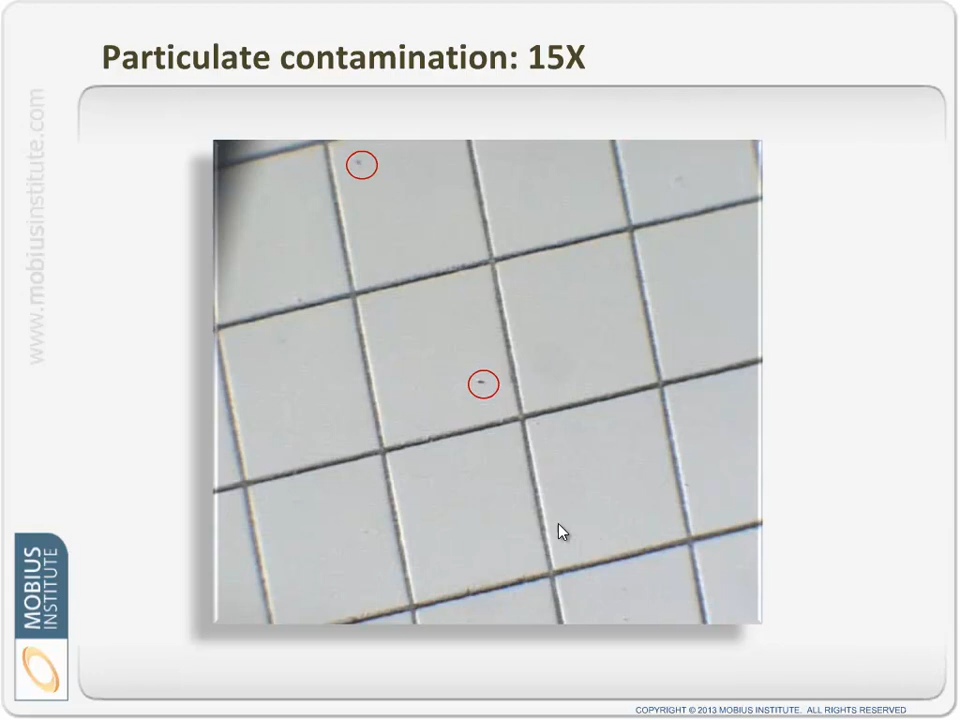 Particulate contamination: 15X
www.mobiusinstitute.com
MOBIUS
INSTITUTE
COPYRIGHT © 2013 MOBIUS INSTITUTE. ALL RIGHTS RESERVED